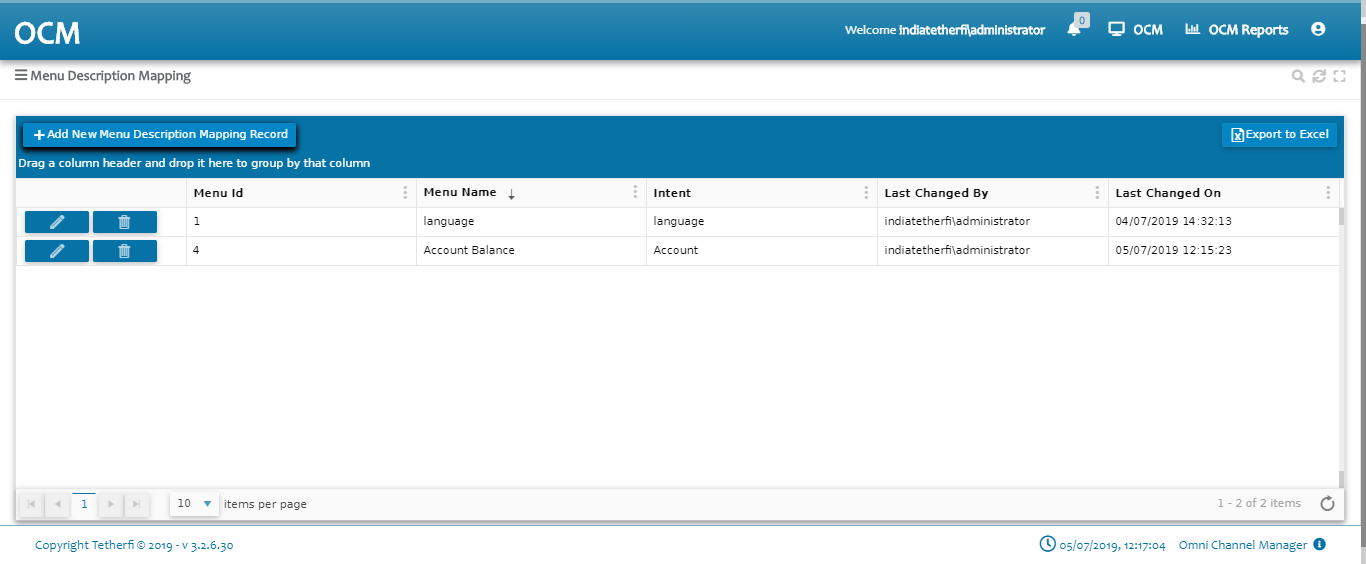 OCM
Welcome indiatetherfi\administrator 0 OCM OCM Reports
Menu Description Mapping
Add New Menu Description Mapping Record Export to Excel
Drag a column header and drop it here to group by that column
Menu Id Menu Name Intent Last Changed By Last Changed On
1 language language indiatetherfi\administrator 04/07/2019 14:32:13
4 Account Balance Account indiatetherfi\administrator 05/07/2019 12:15:23
1 10 items per page 1 - 2 of 2 items
Copyright Tetherfi © 2019 - v 3.2.6.30 05/07/2019, 12:17:04 Omni Channel Manager